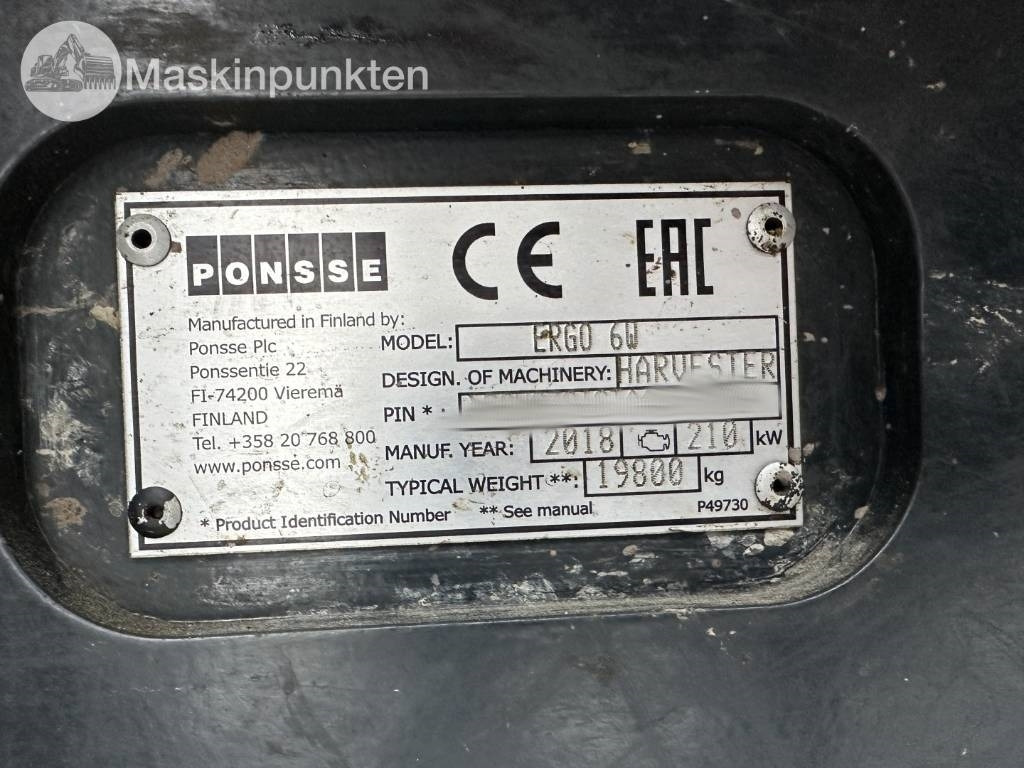 Maskinpunkten
PONSSE CE EAC
Manufactured in Finland by:
Ponsse Plc
Ponssentie 22
FI-74200 Vieremä
FINLAND
Tel. +358 20 768 800
www.ponsse.com
MODEL: ERGO 6W
DESIGN. OF MACHINERY: HARVESTER
PIN *
MANUF. YEAR: 2018 210 kW
TYPICAL WEIGHT **: 19800 kg
* Product Identification Number ** See manual P49730